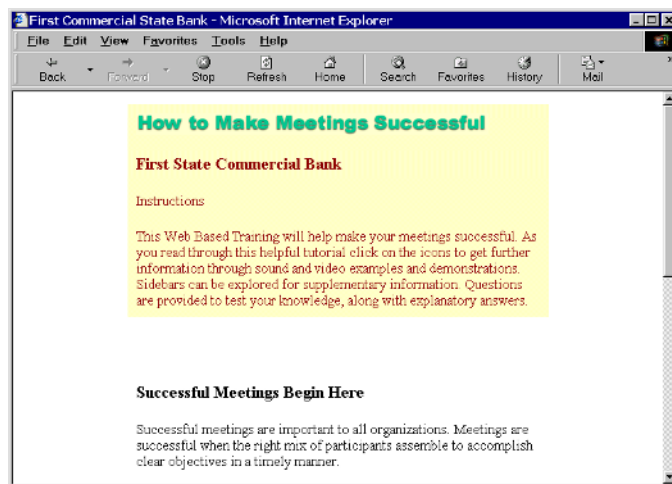 First Commercial State Bank - Microsoft Internet Explorer
File Edit View Favorites Tools Help
Back Forward Stop Refresh Home Search Favorites History Mail
How to Make Meetings Successful
First State Commercial Bank
Instructions
This Web Based Training will help make your meetings successful. As
you read through this helpful tutorial click on the icons to get further
information through sound and video examples and demonstrations.
Sidebars can be explored for supplementary information. Questions
are provided to test your knowledge, along with explanatory answers.
Successful Meetings Begin Here
Successful meetings are important to all organizations. Meetings are
successful when the right mix of participants assemble to accomplish
clear objectives in a timely manner.